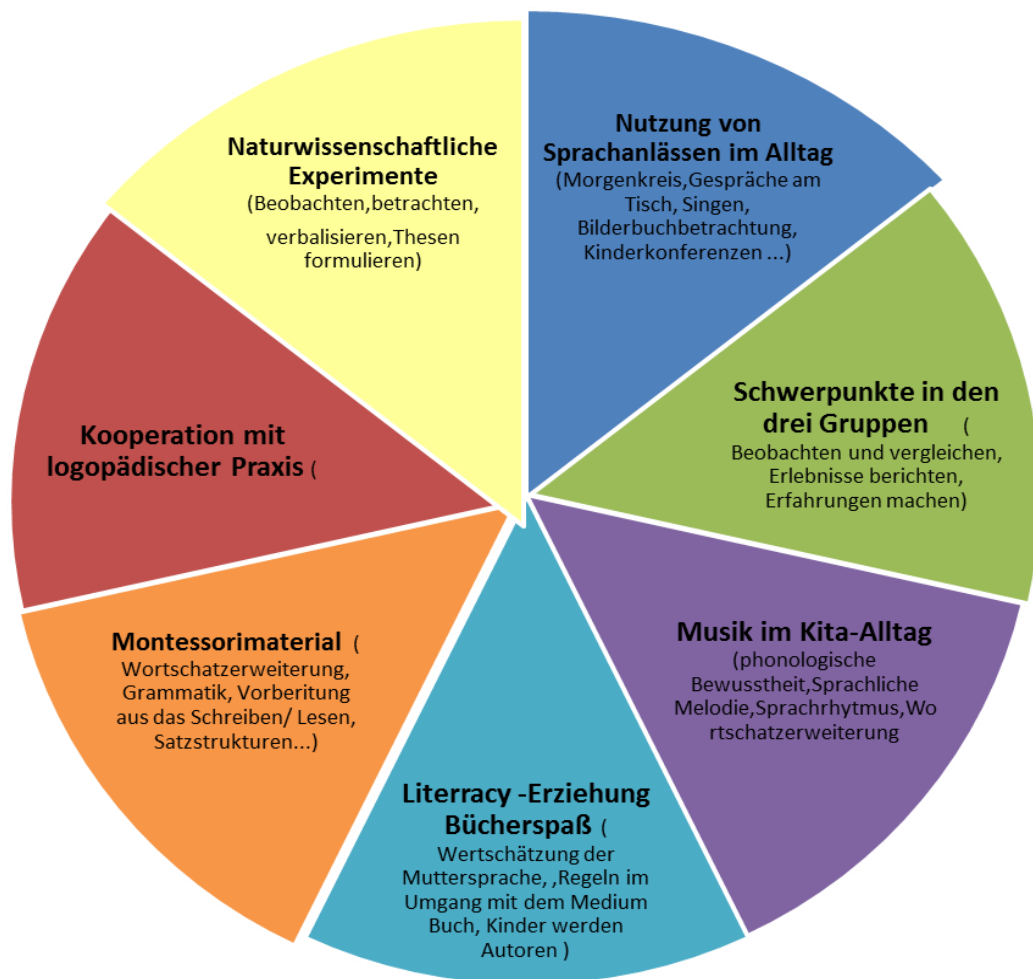 Nutzung von
Sprachanlässen im Alltag
(Morgenkreis,Gespräche am
Tisch, Singen,
Bilderbuchbetrachtung,
Kinderkonferenzen ...)
Schwerpunkte in den
drei Gruppen (
Beobachten und vergleichen,
Erlebnisse berichten,
Erfahrungen machen)
Musik im Kita-Alltag
(phonologische
Bewusstheit,Sprachliche
Melodie,Sprachrhytmus,Wo
rtschatzerweiterung
Literracy -Erziehung
Bücherspaß (
Wertschätzung der
Muttersprache, ,Regeln im
Umgang mit dem Medium
Buch, Kinder werden
Autoren )
Montessorimaterial (
Wortschatzerweiterung,
Grammatik, Vorberitung
aus das Schreiben/ Lesen,
Satzstrukturen...)
Kooperation mit
logopädischer Praxis (
Naturwissenschaftliche
Experimente
(Beobachten,betrachten,
verbalisieren,Thesen
formulieren)